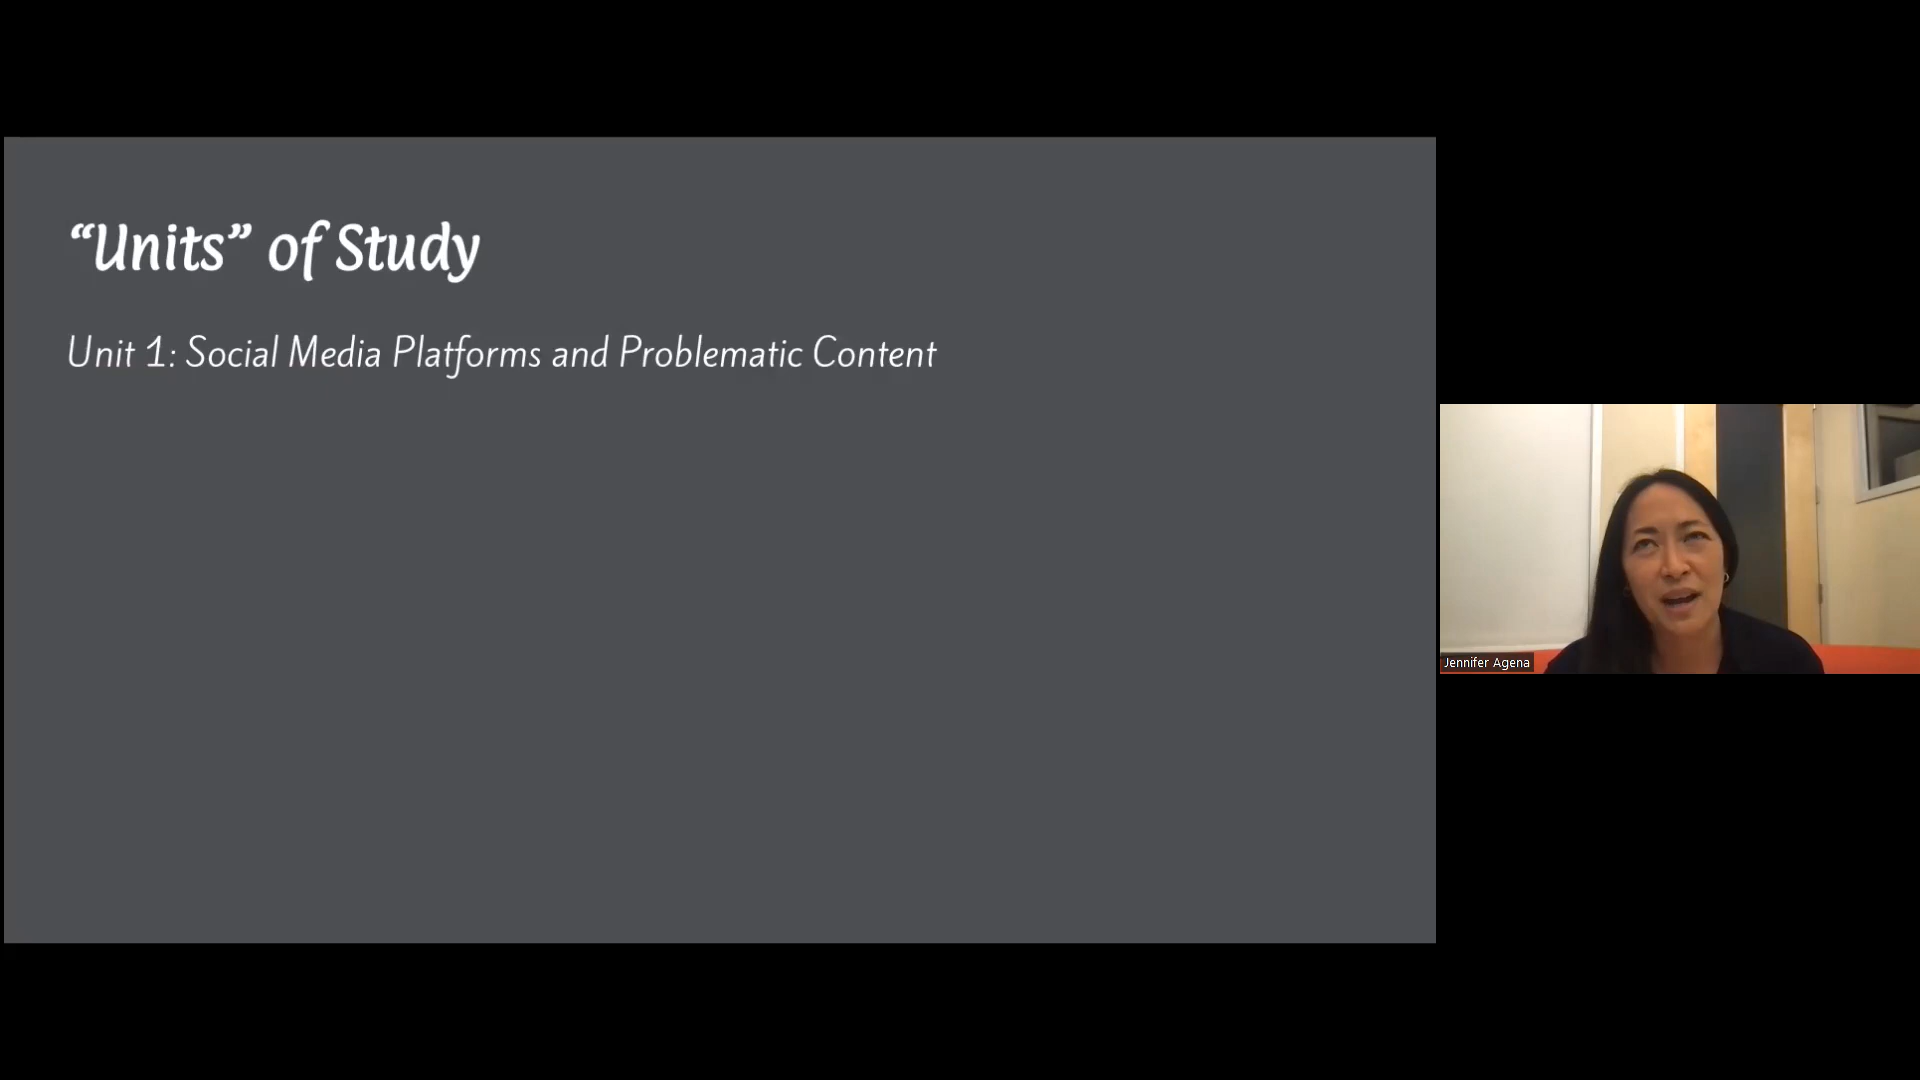 “Units” of Study
Unit 1: Social Media Platforms and Problematic Content
Jennifer Agena